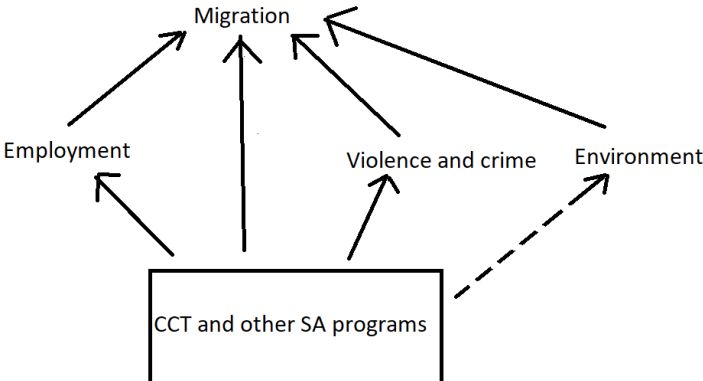 Migration
Employment
Violence and crime
Environment
CCT and other SA programs